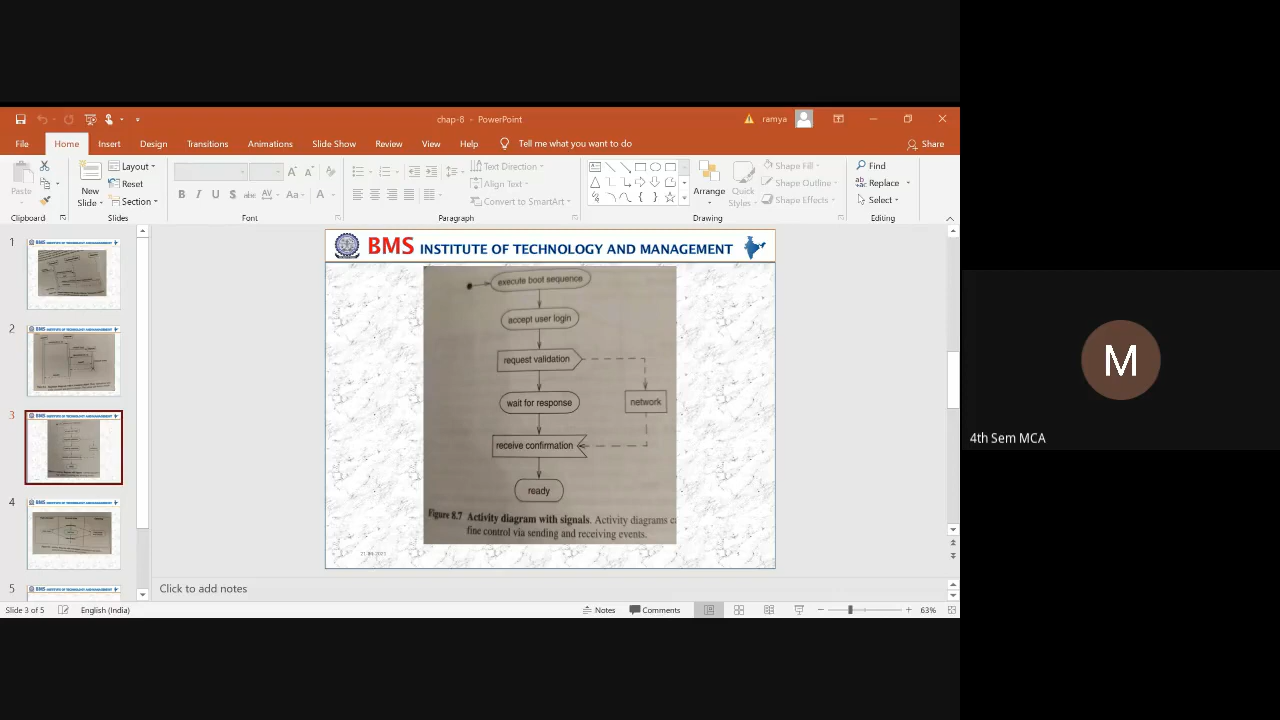 chap-8 - PowerPoint
ramya
File Home Insert Design Transitions Animations Slide Show Review View Help Tell me what you want to do Share
Paste
Clipboard
New Slide
Layout
Reset
Section
Slides
Font
Text Direction
Align Text
Convert to SmartArt
Paragraph
Arrange
Quick Styles
Shape Fill
Shape Outline
Shape Effects
Drawing
Find
Replace
Select
Editing
1
2
3
4
5
BMS INSTITUTE OF TECHNOLOGY AND MANAGEMENT
execute boot sequence
accept user login
request validation
wait for response
network
receive confirmation
ready
Figure 8.7 Activity diagram with signals. Activity diagrams c
fine control via sending and receiving events.
Click to add notes
Slide 3 of 5
English (India)
Notes
Comments
63%
M
4th Sem MCA